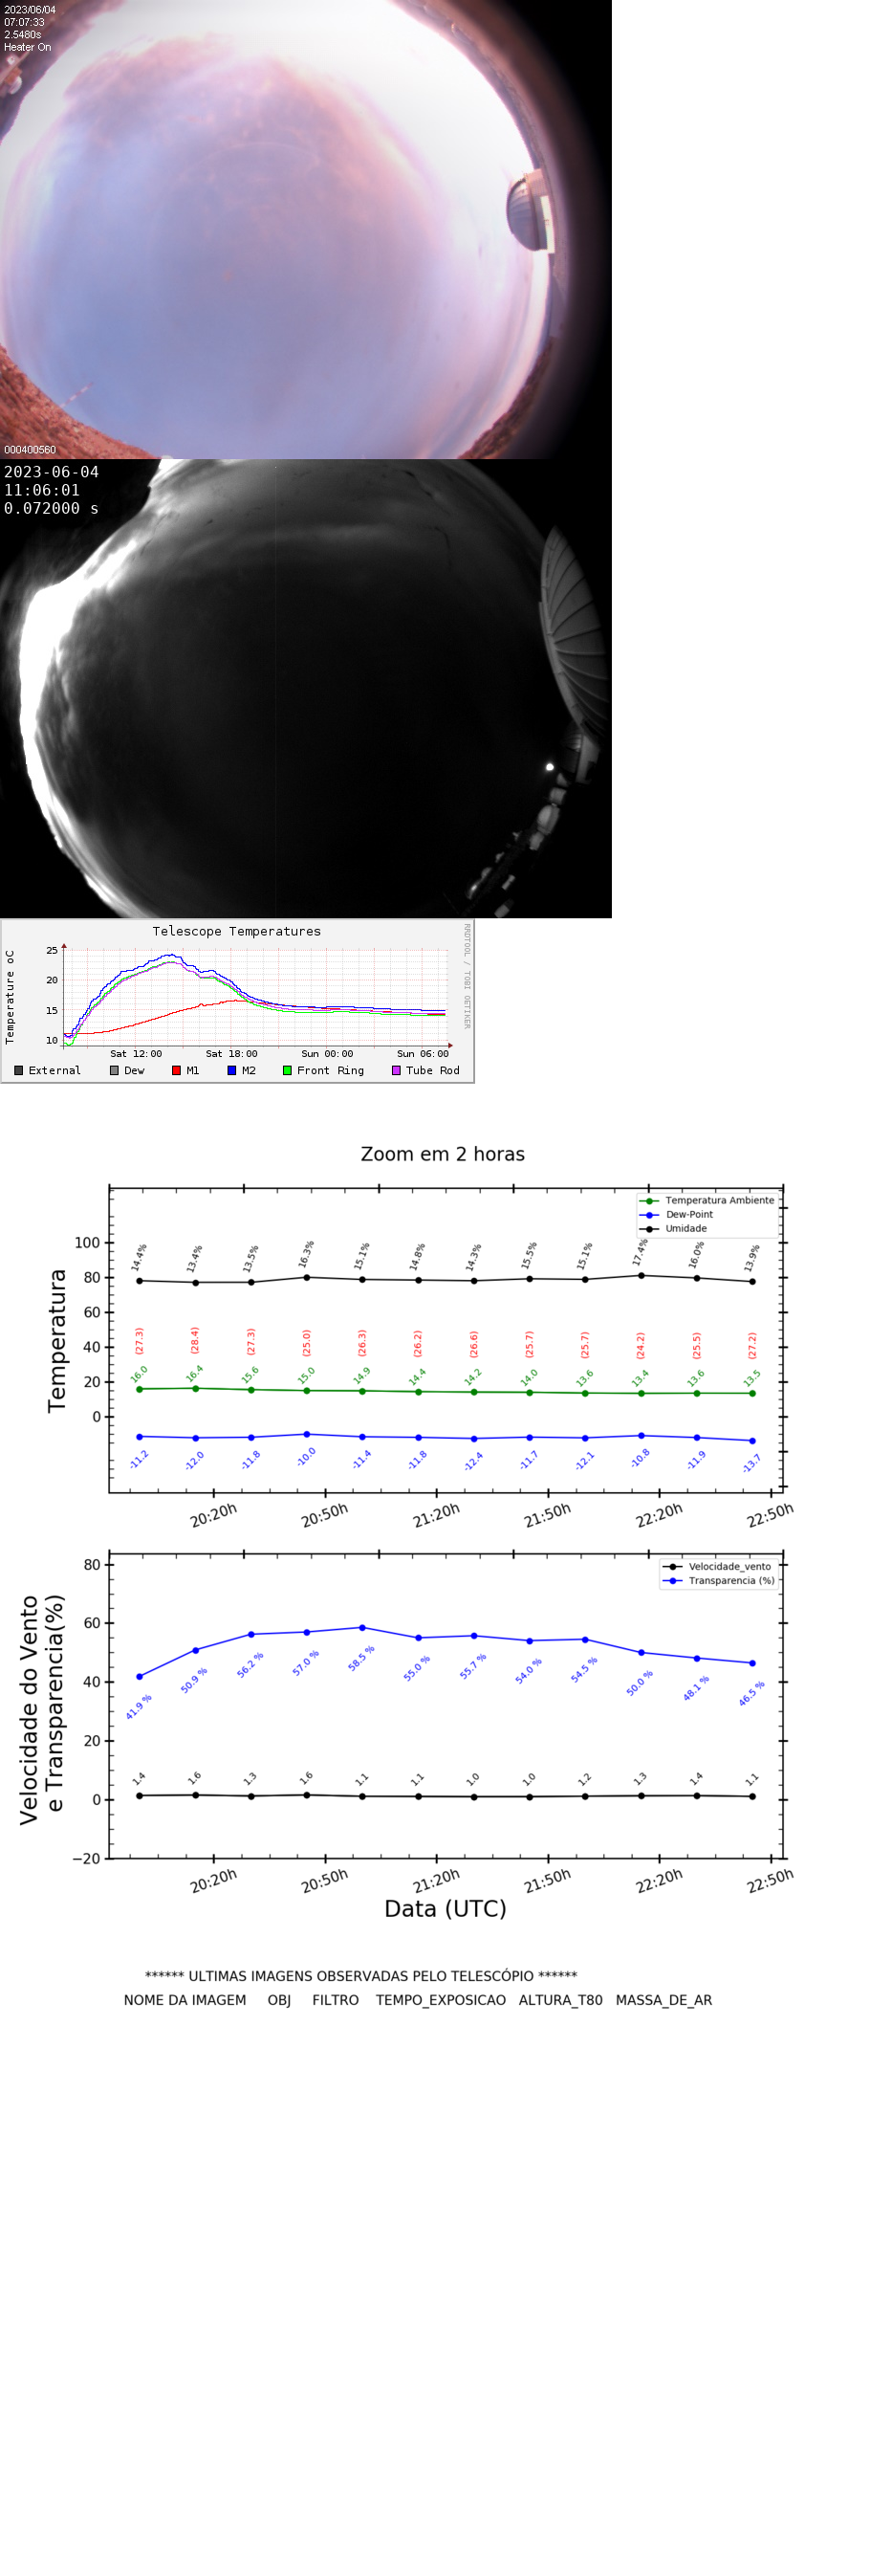 2023/06/04
07:07:33
2.5480s
Heater On
000400560
2023-06-04
11:06:01
0.072000 s
Telescope Temperatures
RRDTOOL / TOBI OETIKER
Temperature oC
25
20
15
10
Sat 12:00 Sat 18:00 Sun 00:00 Sun 06:00
External Dew M1 M2 Front Ring Tube Rod
Zoom em 2 horas
Temperatura Ambiente
Dew-Point
Umidade
Temperatura
100
80
60
40
20
0
14.4% 13.4% 13.5% 16.3% 15.1% 14.8% 14.3% 15.5% 15.1% 17.4% 16.0% 13.9%
(27.3) (28.4) (27.3) (25.0) (26.3) (26.2) (26.6) (25.7) (25.7) (24.2) (25.5) (27.2)
16.0 16.4 15.6 15.0 14.9 14.4 14.2 14.0 13.6 13.4 13.6 13.5
-11.2 -12.0 -11.8 -10.0 -11.4 -11.8 -12.4 -11.7 -12.1 -10.8 -11.9 -13.7
20:20h 20:50h 21:20h 21:50h 22:20h 22:50h
Velocidade_vento
Transparencia (%)
Velocidade do Vento
e Transparencia(%)
80
60
40
20
0
−20
41.9 % 50.9 % 56.2 % 57.0 % 58.5 % 55.0 % 55.7 % 54.0 % 54.5 % 50.0 % 48.1 % 46.5 %
1.4 1.6 1.3 1.6 1.1 1.1 1.0 1.0 1.2 1.3 1.4 1.1
20:20h 20:50h 21:20h 21:50h 22:20h 22:50h
Data (UTC)
****** ULTIMAS IMAGENS OBSERVADAS PELO TELESCÓPIO ******
NOME DA IMAGEM OBJ FILTRO TEMPO_EXPOSICAO ALTURA_T80 MASSA_DE_AR